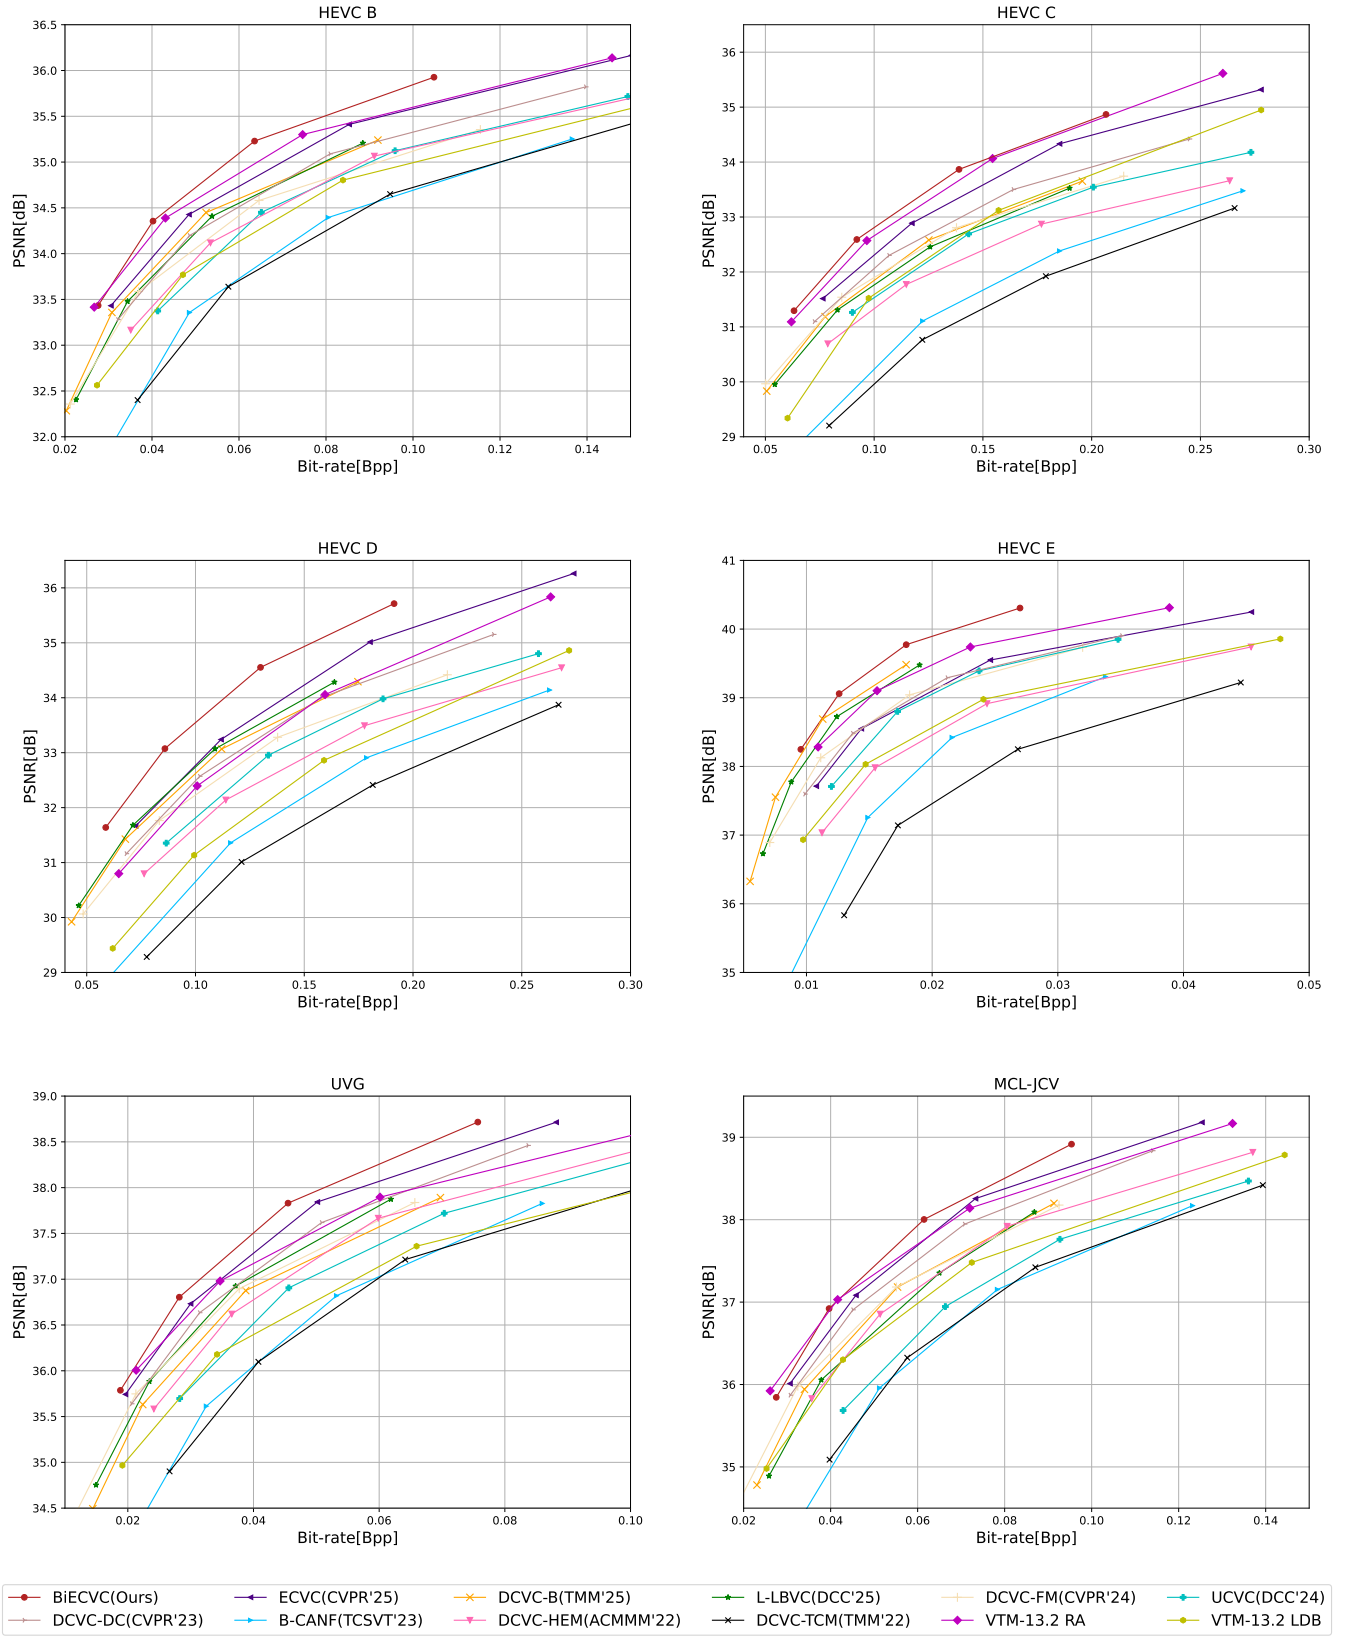 HEVC B
36.5
36.0
35.5
35.0
34.5
34.0
33.5
33.0
32.5
32.0
PSNR[dB]
0.02 0.04 0.06 0.08 0.10 0.12 0.14
Bit-rate[Bpp]
HEVC C
36
35
34
33
32
31
30
29
PSNR[dB]
0.05 0.10 0.15 0.20 0.25 0.30
Bit-rate[Bpp]
HEVC D
36
35
34
33
32
31
30
29
PSNR[dB]
0.05 0.10 0.15 0.20 0.25 0.30
Bit-rate[Bpp]
HEVC E
41
40
39
38
37
36
35
PSNR[dB]
0.01 0.02 0.03 0.04 0.05
Bit-rate[Bpp]
UVG
39.0
38.5
38.0
37.5
37.0
36.5
36.0
35.5
35.0
34.5
PSNR[dB]
0.02 0.04 0.06 0.08 0.10
Bit-rate[Bpp]
MCL-JCV
39
38
37
36
35
PSNR[dB]
0.02 0.04 0.06 0.08 0.10 0.12 0.14
Bit-rate[Bpp]
BiECVC(Ours) ECVC(CVPR'25) DCVC-B(TMM'25) L-LBVC(DCC'25) DCVC-FM(CVPR'24) UCVC(DCC'24)
DCVC-DC(CVPR'23) B-CANF(TCSVT'23) DCVC-HEM(ACMMM'22) DCVC-TCM(TMM'22) VTM-13.2 RA VTM-13.2 LDB